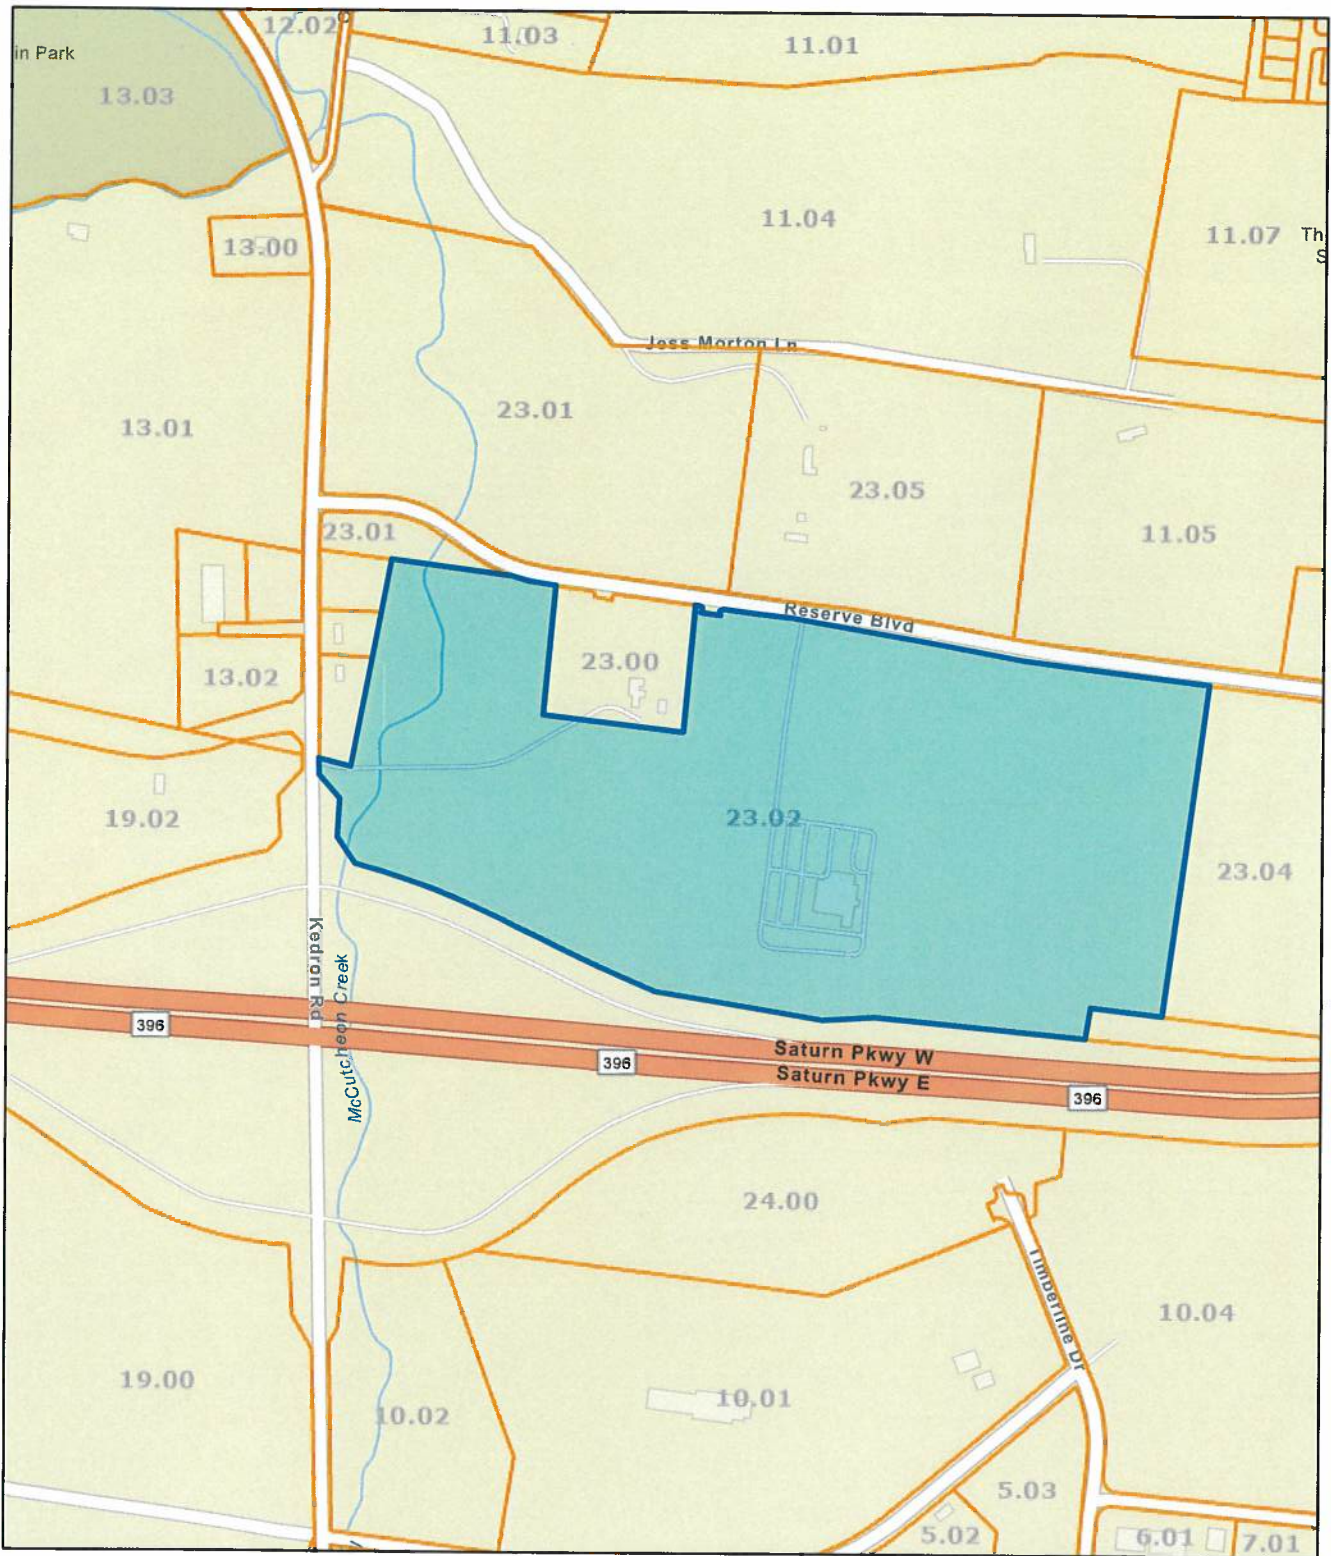 12.02
11.03
11.01
in Park
13.03
11.04
11.07
Th
S
13.00
Jess Morton Ln
23.01
13.01
23.05
23.01
11.05
Reserve Blvd
23.00
13.02
19.02
23.02
23.04
Kedron Rd
McCutcheon Creek
396
Saturn Pkwy W
396
Saturn Pkwy E
396
24.00
Timberline Dr
10.04
19.00
10.02
10.01
5.03
5.02
6.01
7.01